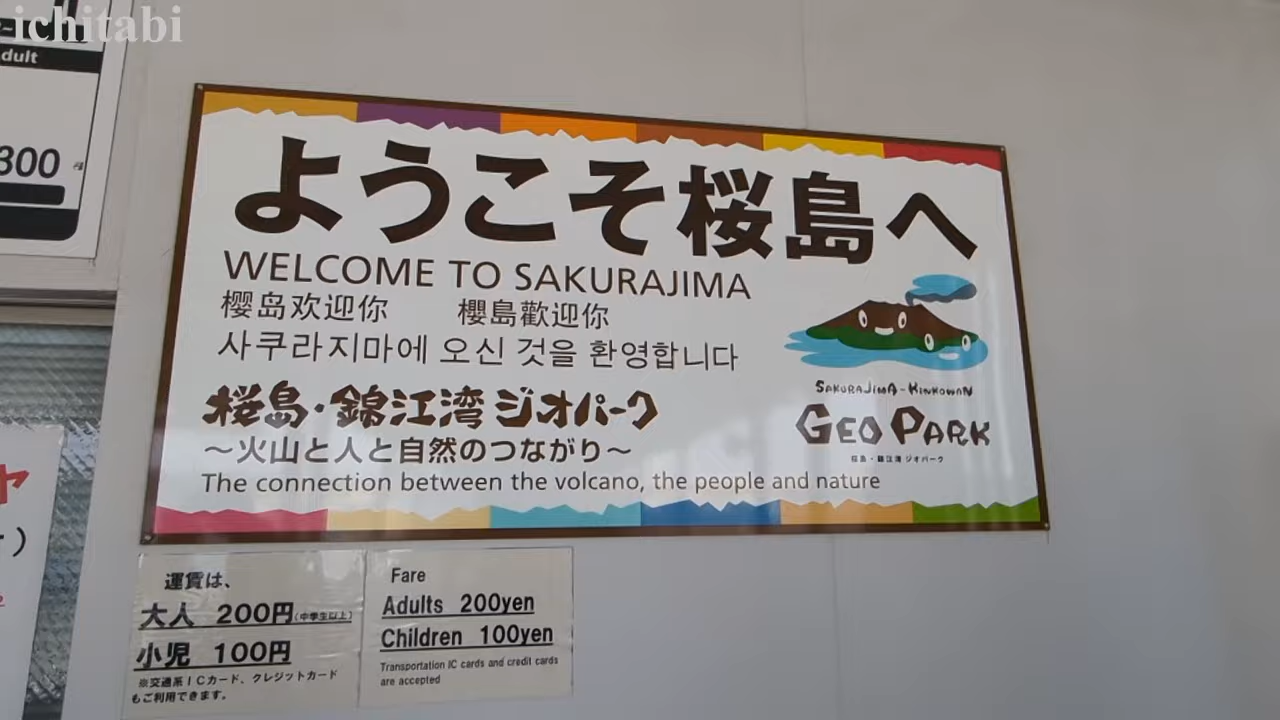 ichitabi
dult
300
ようこそ桜島へ
WELCOME TO SAKURAJIMA
樱岛欢迎你 櫻島歡迎你
사쿠라지마에 오신 것을 환영합니다
桜島・錦江湾 ジオパーク
〜火山と人と自然のつながり〜
The connection between the volcano, the people and nature
SAKURAJIMA-KINKOWAN
GEO PARK
桜島・錦江湾 ジオパーク
ヤ
運賃は、
大人 200円(中学生以上)
小児 100円
※交通系ICカード、クレジットカード
もご利用できます。
Fare
Adults 200yen
Children 100yen
Transportation IC cards and credit cards
are accepted